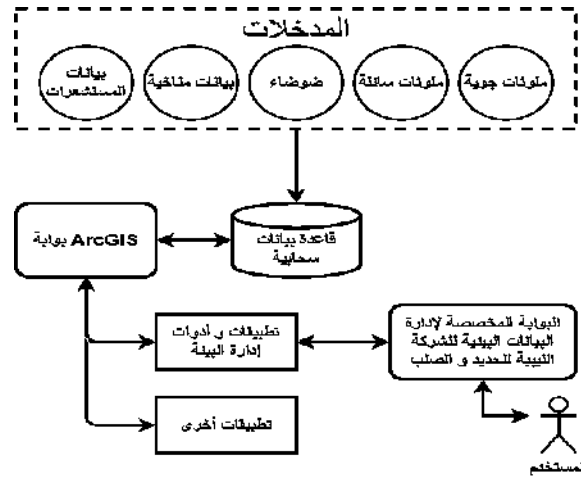 المدخلات
ملوثات جوية
ملوثات سائلة
ضوضاء
بيانات مناخية
بيانات
المستشعرات
قاعدة بيانات
سحابية
بوابة ArcGIS
تطبيقات و أدوات
إدارة البيئة
البوابة المخصصة لإدارة
البيانات البيئية للشركة
الليبية للحديد و الصلب
تطبيقات أخرى
المستخدم